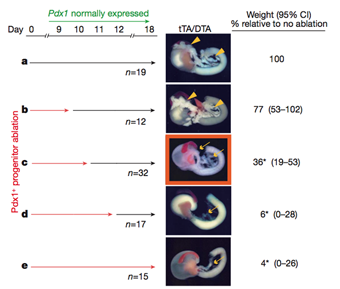 Pdx1 normally expressed
tTA/DTA
Weight (95% CI)
% relative to no ablation
Day 0 9 10 11 12 18
Pdx1+ progenitor ablation
a
n=19
100
b
n=12
77 (53–102)
c
n=32
36* (19–53)
d
n=17
6* (0–28)
e
n=15
4* (0–26)